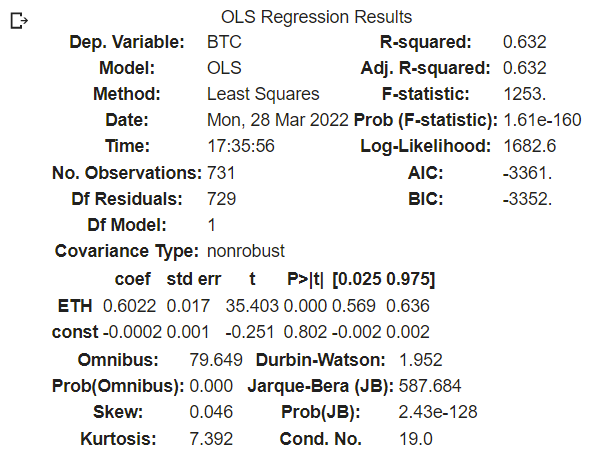 OLS Regression Results
Dep. Variable: BTC R-squared: 0.632
Model: OLS Adj. R-squared: 0.632
Method: Least Squares F-statistic: 1253.
Date: Mon, 28 Mar 2022 Prob (F-statistic): 1.61e-160
Time: 17:35:56 Log-Likelihood: 1682.6
No. Observations: 731 AIC: -3361.
Df Residuals: 729 BIC: -3352.
Df Model: 1
Covariance Type: nonrobust
coef std err t P>|t| [0.025 0.975]
ETH 0.6022 0.017 35.403 0.000 0.569 0.636
const -0.0002 0.001 -0.251 0.802 -0.002 0.002
Omnibus: 79.649 Durbin-Watson: 1.952
Prob(Omnibus): 0.000 Jarque-Bera (JB): 587.684
Skew: 0.046 Prob(JB): 2.43e-128
Kurtosis: 7.392 Cond. No. 19.0